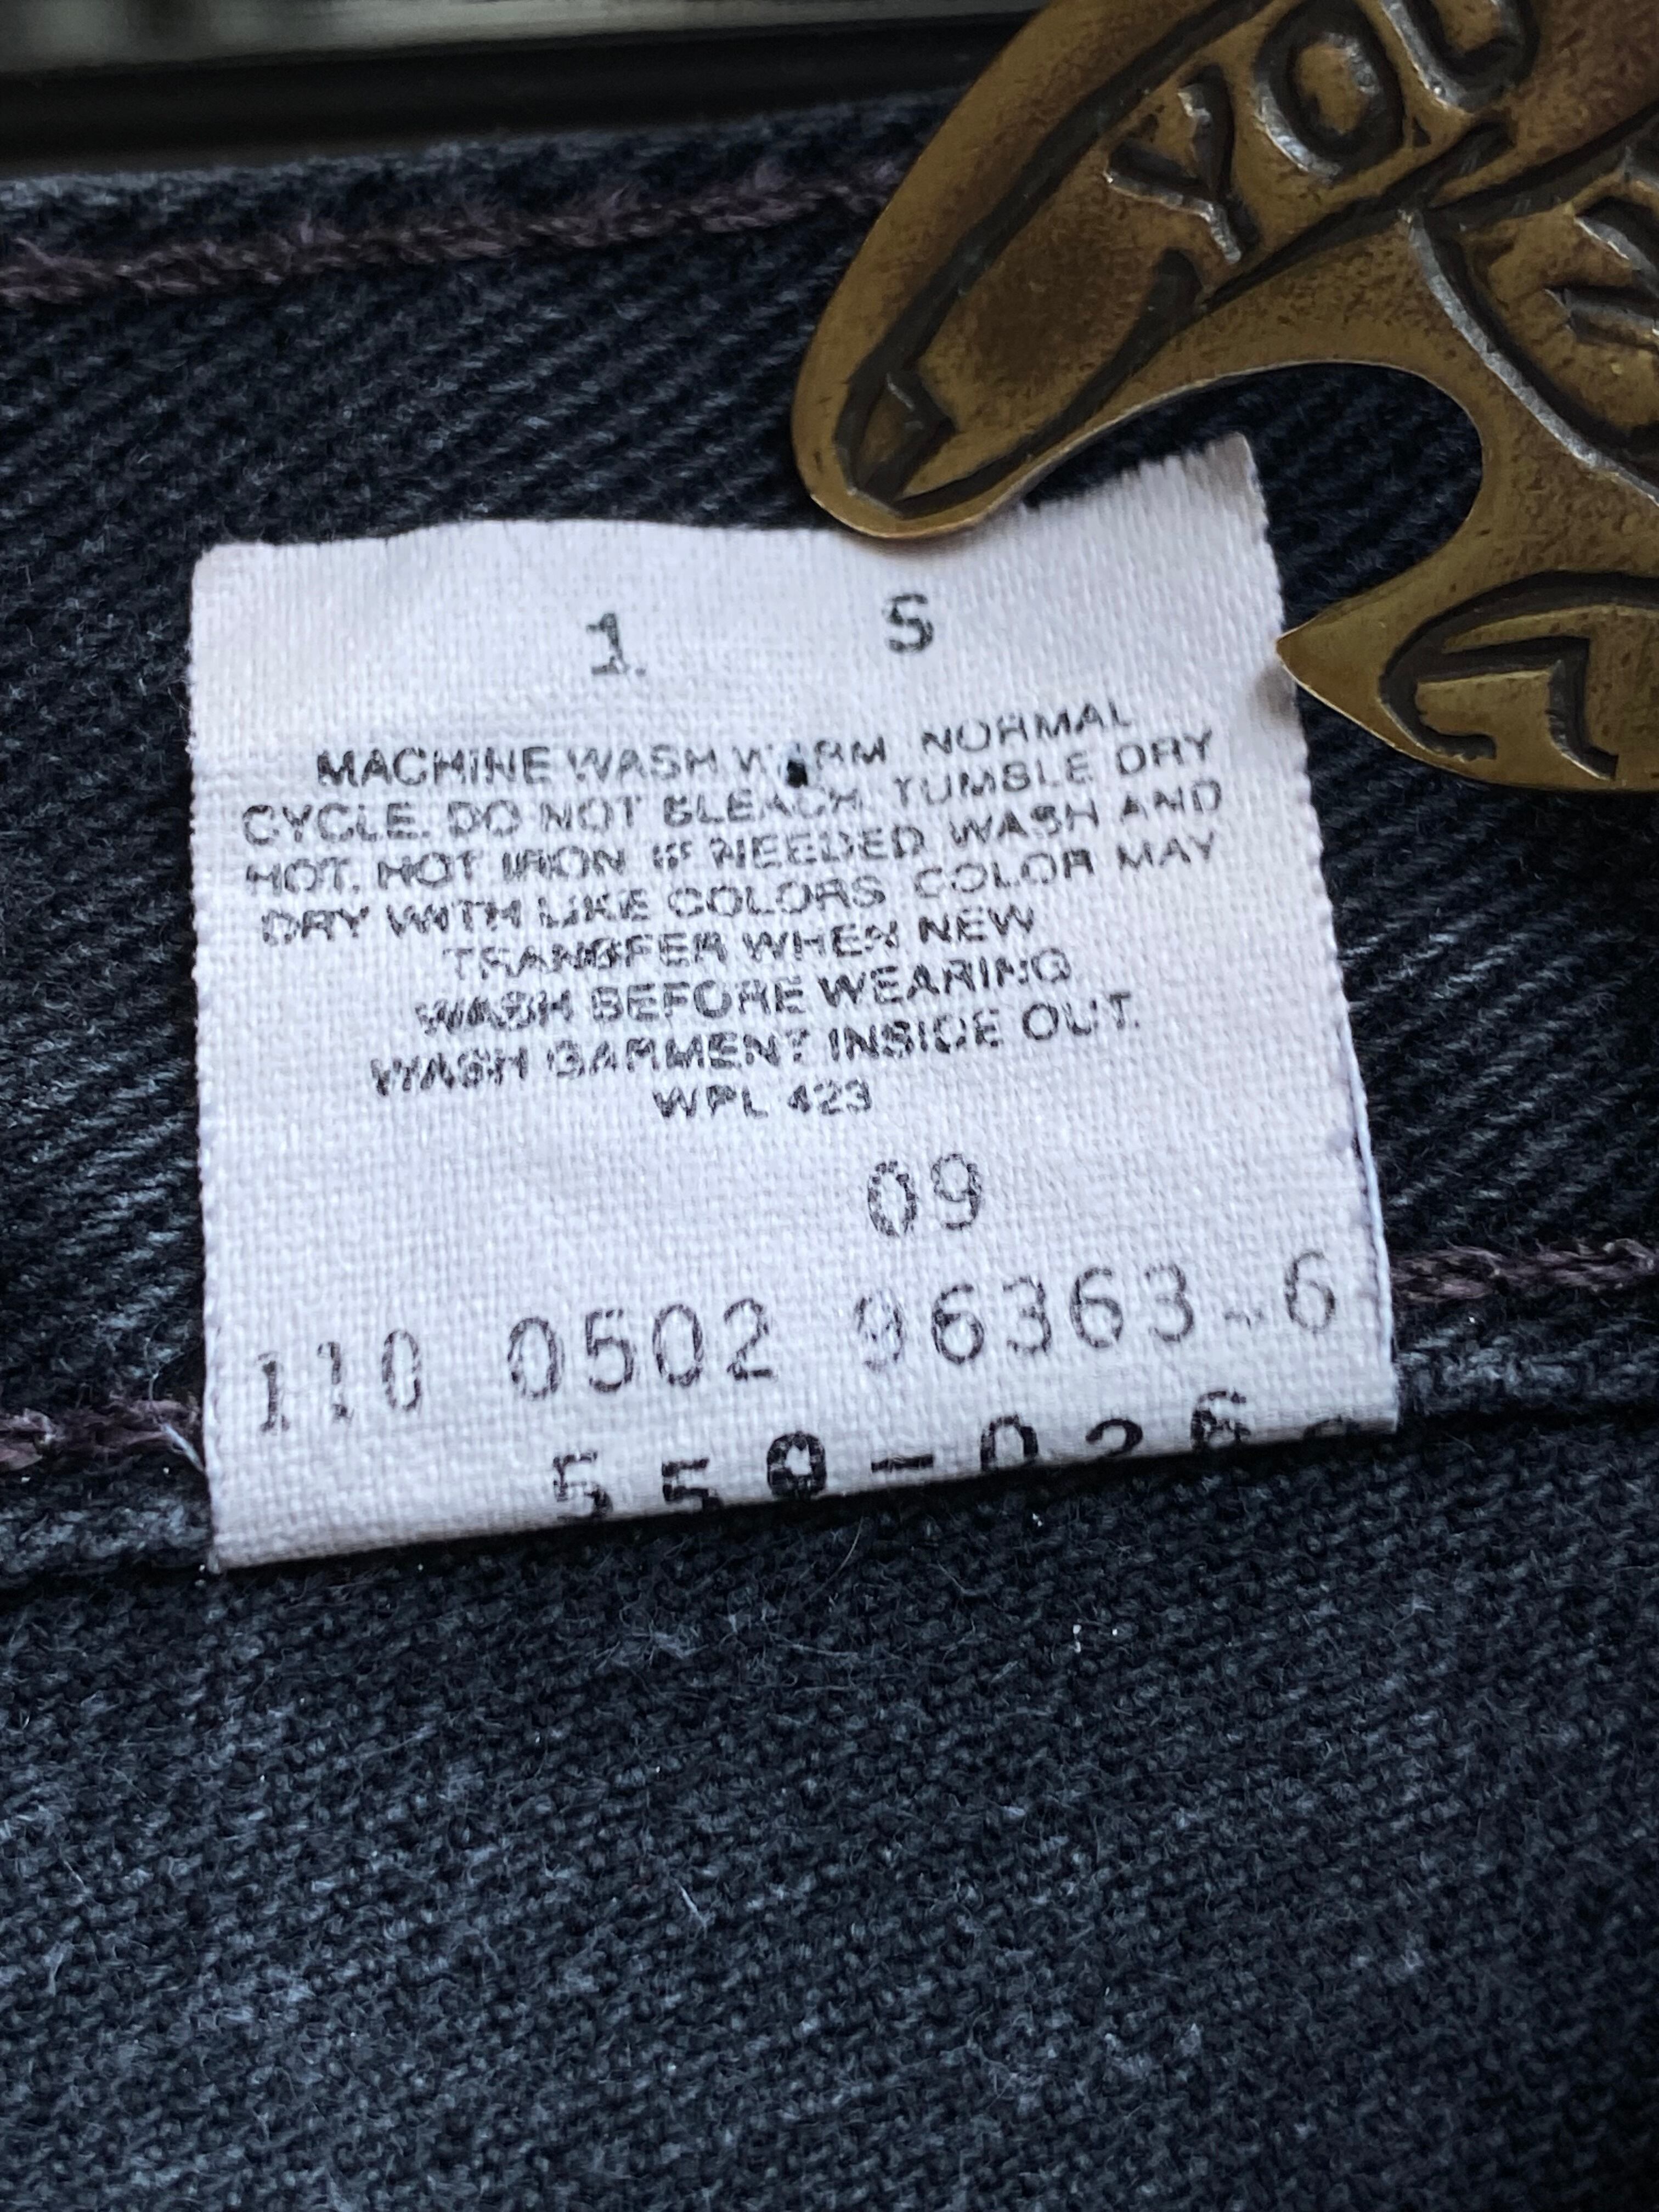 YOU
1 S
MACHINE WASH WARM NORMAL
CYCLE. DO NOT BLEACH. TUMBLE DRY
HOT. HOT IRON IF NEEDED WASH AND
DRY WITH LIKE COLORS COLOR MAY
TRANSFER WHEN NEW
WASH BEFORE WEARING
WASH GARMENT INSIDE OUT.
WPL 423
09
110 0502 96363-6